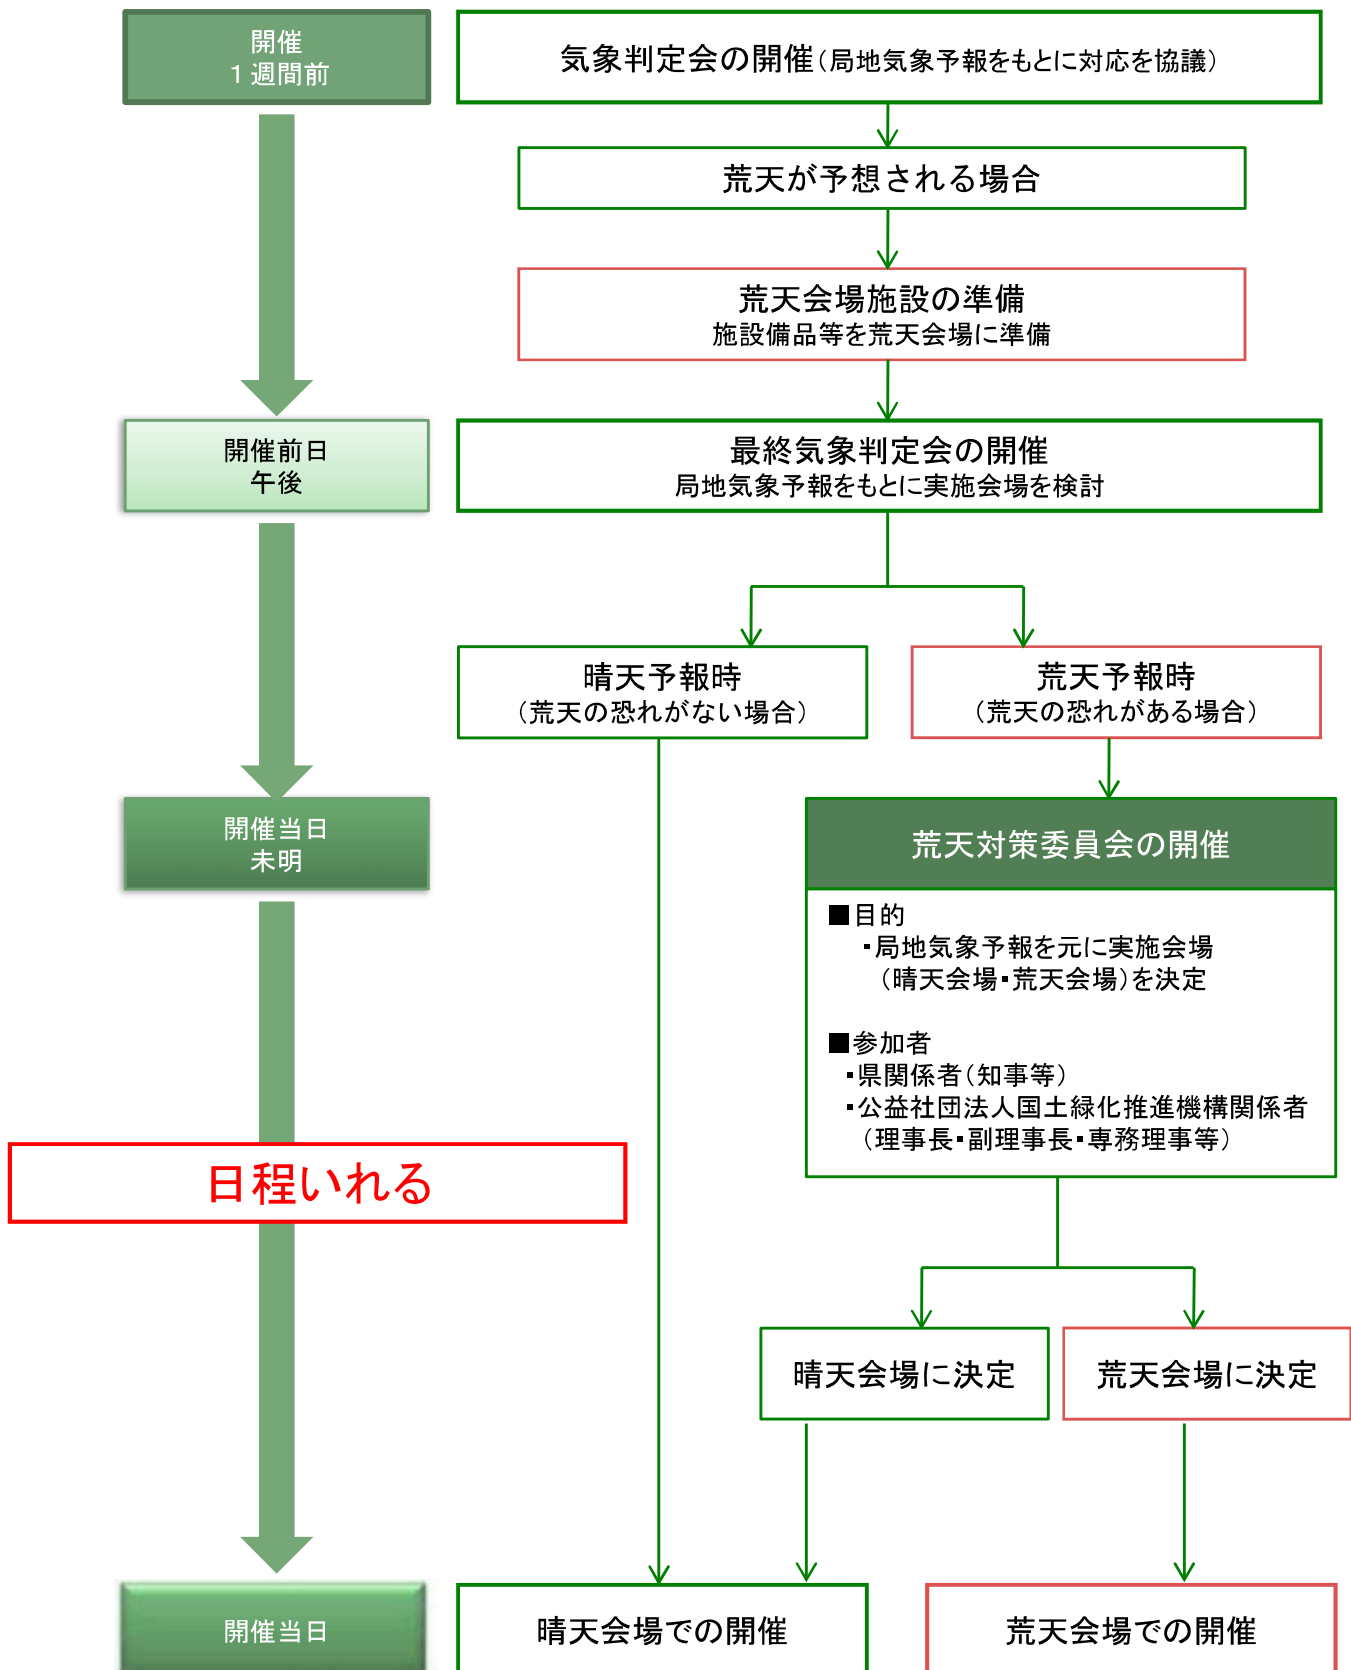 開催
１週間前
気象判定会の開催（局地気象予報をもとに対応を協議）
荒天が予想される場合
荒天会場施設の準備
施設備品等を荒天会場に準備
開催前日
午後
最終気象判定会の開催
局地気象予報をもとに実施会場を検討
晴天予報時
（荒天の恐れがない場合）
荒天予報時
（荒天の恐れがある場合）
開催当日
未明
荒天対策委員会の開催
■目的
・局地気象予報を元に実施会場
（晴天会場・荒天会場）を決定
■参加者
・県関係者（知事等）
・公益社団法人国土緑化推進機構関係者
（理事長・副理事長・専務理事等）
日程いれる
晴天会場に決定
荒天会場に決定
開催当日
晴天会場での開催
荒天会場での開催